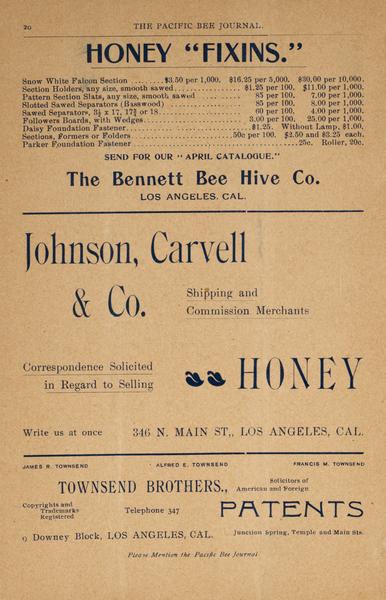 20 THE PACIFIC BEE JOURNAL.
HONEY "FIXINS."
Snow White Falcon Section ........$3.50 per 1,000. $16.25 per 5,000. $30.00 per 10,000.
Section Holders, any size, smooth sawed................$1.25 per 100. $11.00 per 1,000.
Pattern Section Slats, any size, smooth sawed ............ 85 per 100. 7.00 per 1,000.
Slotted Sawed Separators (Basswood) .................... 85 per 100. 8.00 per 1,000.
Sawed Separators, 3½ x 17, 17¾ or 18.................... 60 per 100. 4.00 per 1,000.
Followers Boards, with Wedges........................3.00 per 100. 25.00 per 1,000.
Daisy Foundation Fastener ........................$1.25. Without Lamp, $1.00.
Sections, Formers or Folders ....................50c per 100. $2.50 and $3.25 each.
Parker Foundation Fastener ........................................25c. Roller, 20c.
SEND FOR OUR "APRIL CATALOGUE."
The Bennett Bee Hive Co.
LOS ANGELES, CAL.
Johnson, Carvell
& Co.
Shipping and
Commission Merchants
Correspondence Solicited
in Regard to Selling
HONEY
Write us at once 346 N. MAIN ST,, LOS ANGELES, CAL.
JAMES R. TOWNSEND · ALFRED E. TOWNSEND · FRANCIS M. TOWNSEND
TOWNSEND BROTHERS.,
Solicitors of
American and Foreign
Copyrights and
Trademarks
Registered
Telephone 347
PATENTS
9 Downey Block, LOS ANGELES, CAL. Junction Spring, Temple and Main Sts.
Please Mention the Pacific Bee Journal